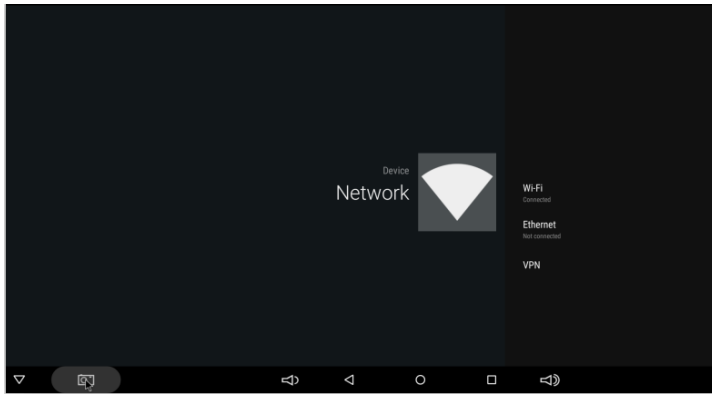 Device
Network
Wi-Fi
Connected
Ethernet
Not connected
VPN